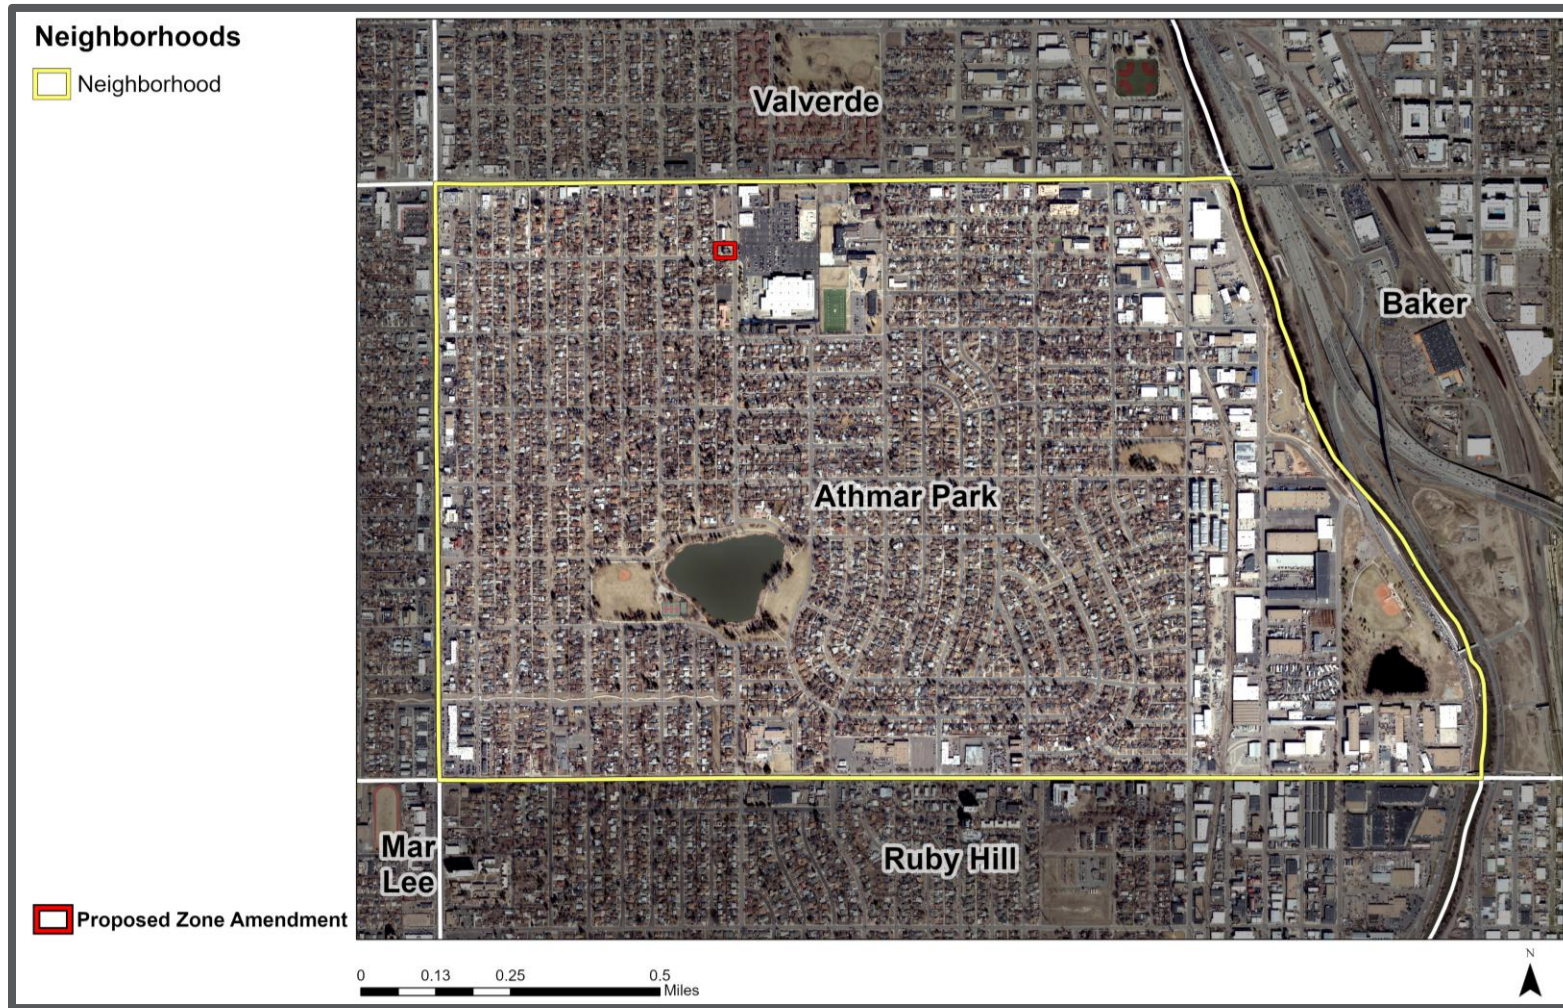 Neighborhoods
Neighborhood
Valverde
Baker
Athmar Park
Mar
Lee
Ruby Hill
Proposed Zone Amendment
0 0.13 0.25 0.5
Miles
N